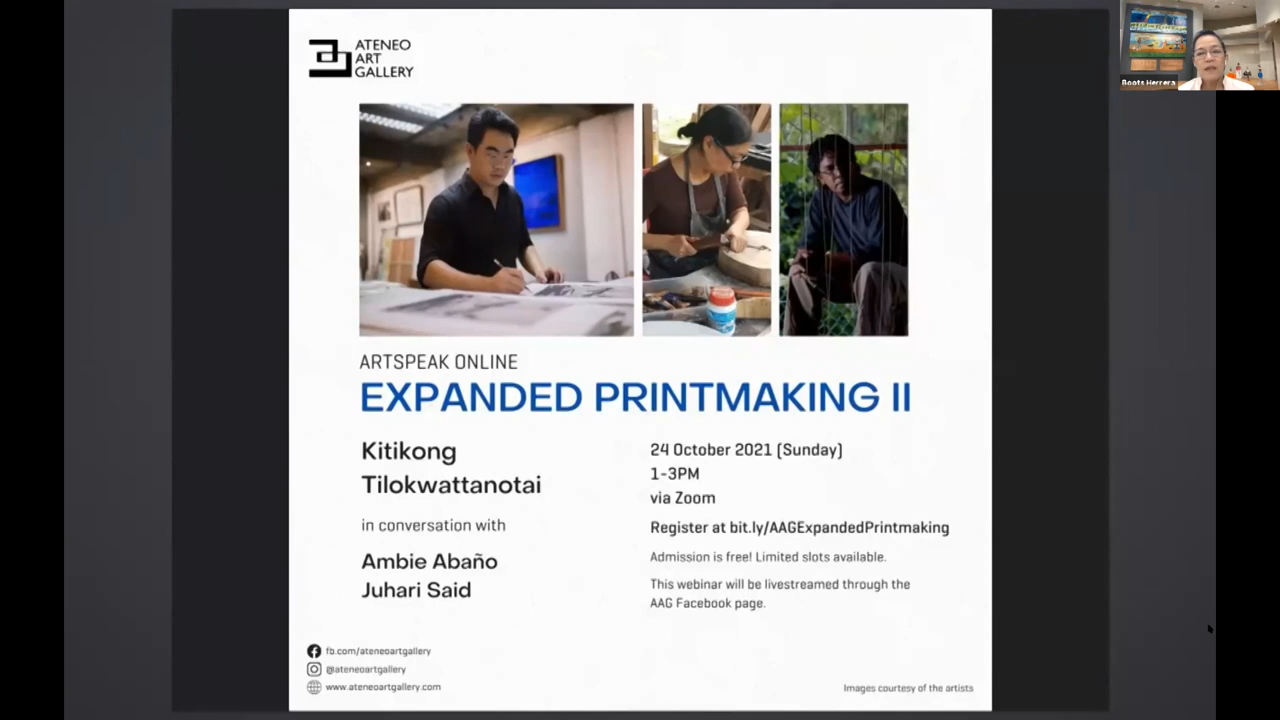 ATENEO
ART
GALLERY
Boots Herrera
ARTSPEAK ONLINE
EXPANDED PRINTMAKING II
Kitikong
Tilokwattanotai
in conversation with
Ambie Abaño
Juhari Said
24 October 2021 (Sunday)
1-3PM
via Zoom
Register at bit.ly/AAGExpandedPrintmaking
Admission is free! Limited slots available.
This webinar will be livestreamed through the
AAG Facebook page.
fb.com/ateneoartgallery
@ateneoartgallery
www.ateneoartgallery.com
Images courtesy of the artists